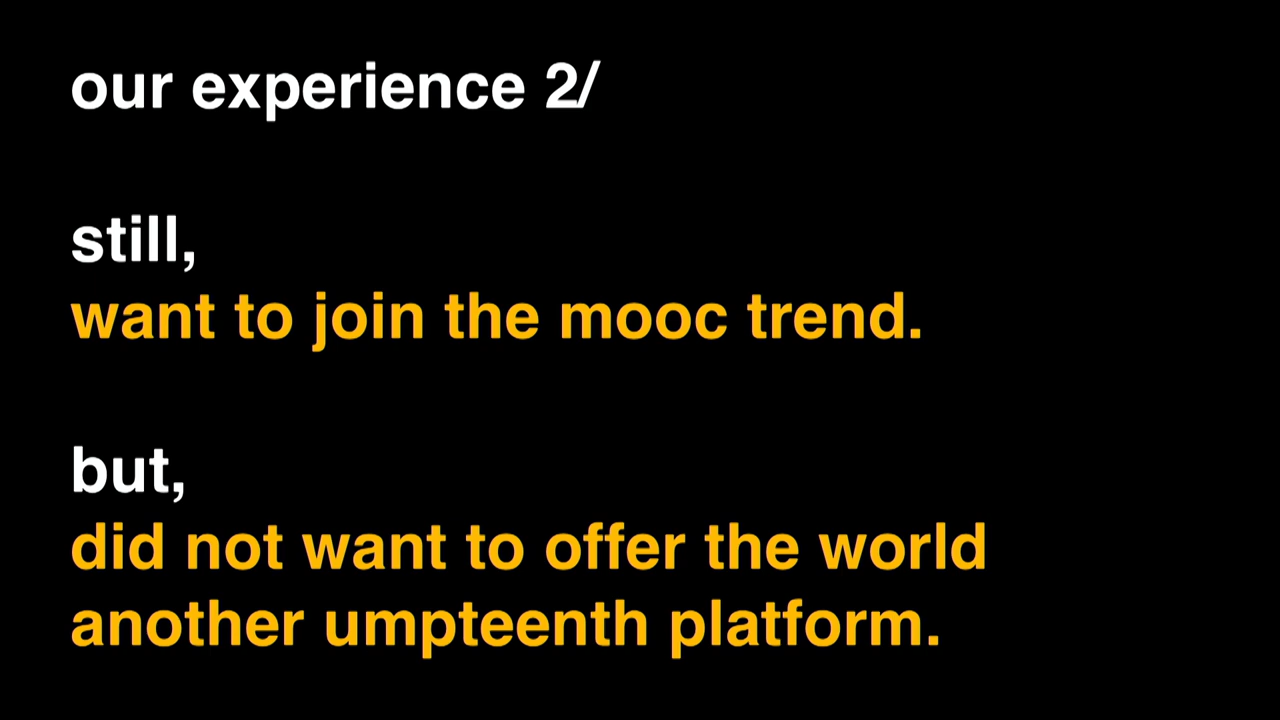 our experience 2/
still,
want to join the mooc trend.
but,
did not want to offer the world
another umpteenth platform.